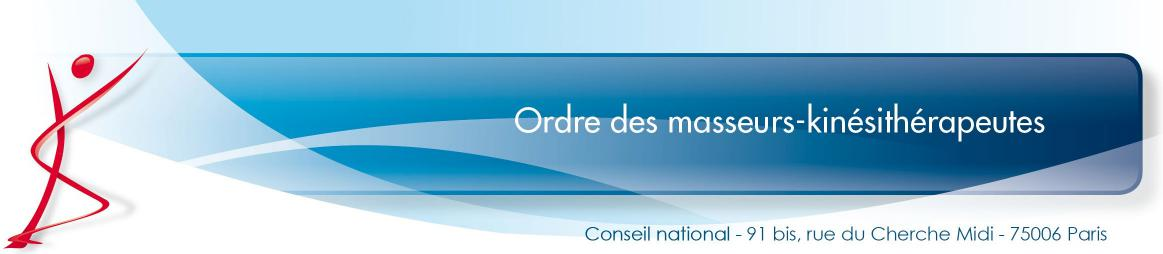 Ordre des masseurs-kinésithérapeutes
Conseil national - 91 bis, rue du Cherche Midi - 75006 Paris